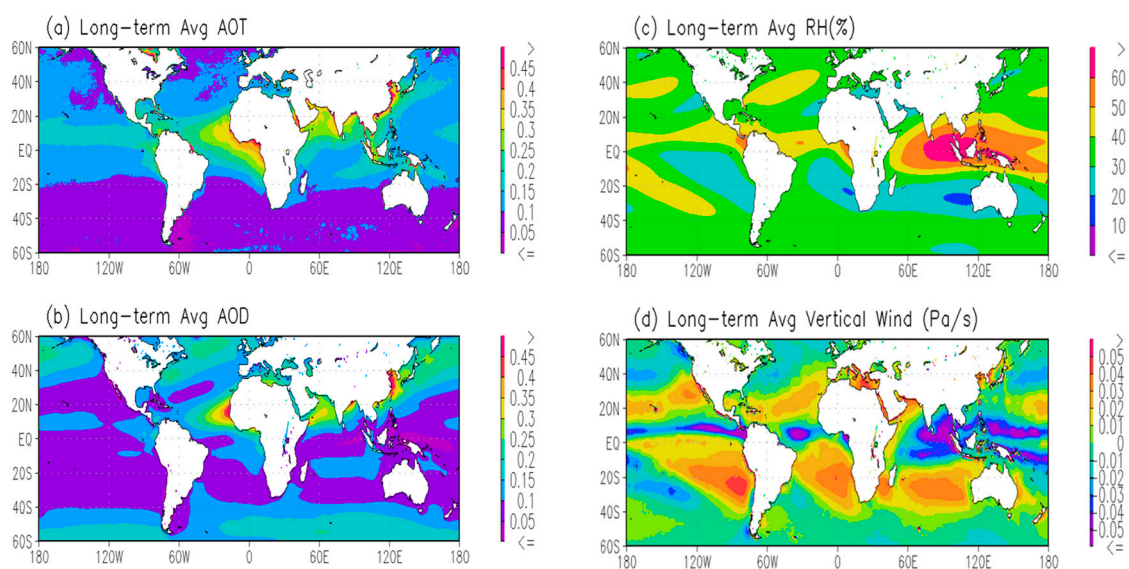 (a) Long-term Avg AOT
60N
40N
20N
EQ
20S
40S
60S
180 120W 60W 0 60E 120E 180
>
0.45
0.4
0.35
0.3
0.25
0.2
0.15
0.1
0.05
<=
(c) Long-term Avg RH(%)
60N
40N
20N
EQ
20S
40S
60S
180 120W 60W 0 60E 120E 180
>
60
50
40
30
20
10
<=
(b) Long-term Avg AOD
60N
40N
20N
EQ
20S
40S
60S
180 120W 60W 0 60E 120E 180
>
0.45
0.4
0.35
0.3
0.25
0.2
0.15
0.1
0.05
<=
(d) Long-term Avg Vertical Wind (Pa/s)
60N
40N
20N
EQ
20S
40S
60S
180 120W 60W 0 60E 120E 180
>
0.05
0.04
0.02
0.01
0.01
0
0.01
0.01
0.04
0.04
0.05
<=